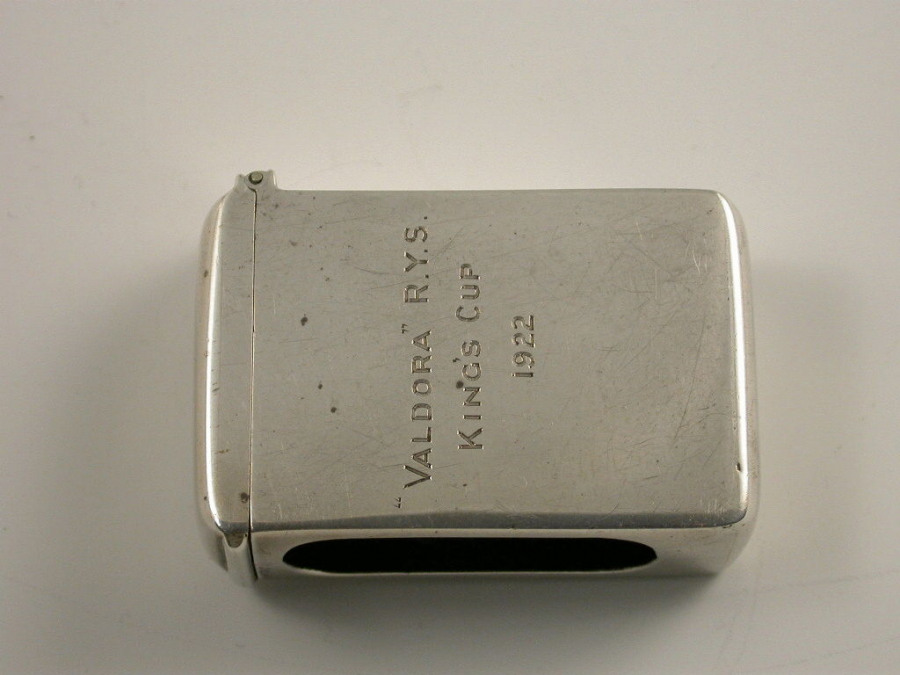 "VALDORA" R.Y.S.
KING'S CUP
1922